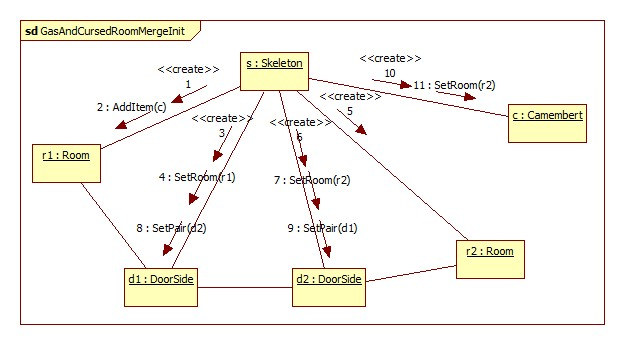 sd GasAndCursedRoomMergeInit
s : Skeleton
<<create>>
1
<<create>>
10
2 : AddItem(c)
11 : SetRoom(r2)
<<create>>
3
<<create>>
6
<<create>>
5
c : Camembert
r1 : Room
4 : SetRoom(r1)
7 : SetRoom(r2)
8 : SetPair(d2)
9 : SetPair(d1)
r2 : Room
d1 : DoorSide
d2 : DoorSide